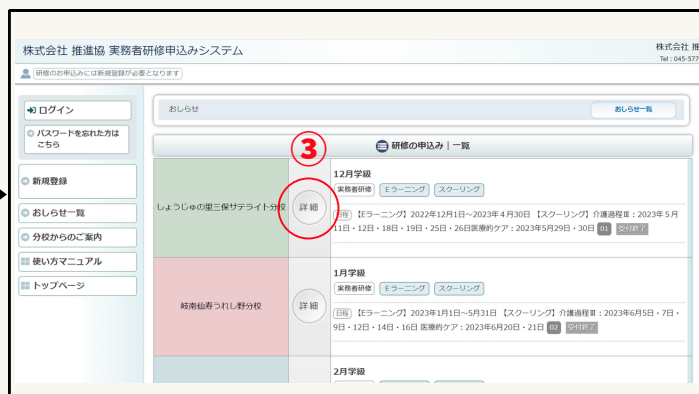 株式会社 推進協 実務者研修申込みシステム
株式会社 推
Tel : 045-577
研修のお申込みには新規登録が必要となります
ログイン
パスワードを忘れた方は
こちら
新規登録
おしらせ一覧
分校からのご案内
使い方マニュアル
トップページ
おしらせ
おしらせ一覧
研修の申込み | 一覧
③
しょうじゅの里三保サテライト分校
詳細
12月学級
実務者研修 Eラーニング スクーリング
日程 【Eラーニング】2022年12月1日~2023年4月30日 【スクーリング】介護過程Ⅲ:2023年5月
11日・12日・18日・19日・25日・26日医療的ケア:2023年5月29日・30日 01 受付終了
岐南仙寿うれし野分校
詳細
1月学級
実務者研修 Eラーニング スクーリング
日程 【Eラーニング】2023年1月1日~5月31日 【スクーリング】介護過程Ⅲ:2023年6月5日・7日・
9日・12日・14日・16日 医療的ケア:2023年6月20日・21日 02 受付終了
2月学級